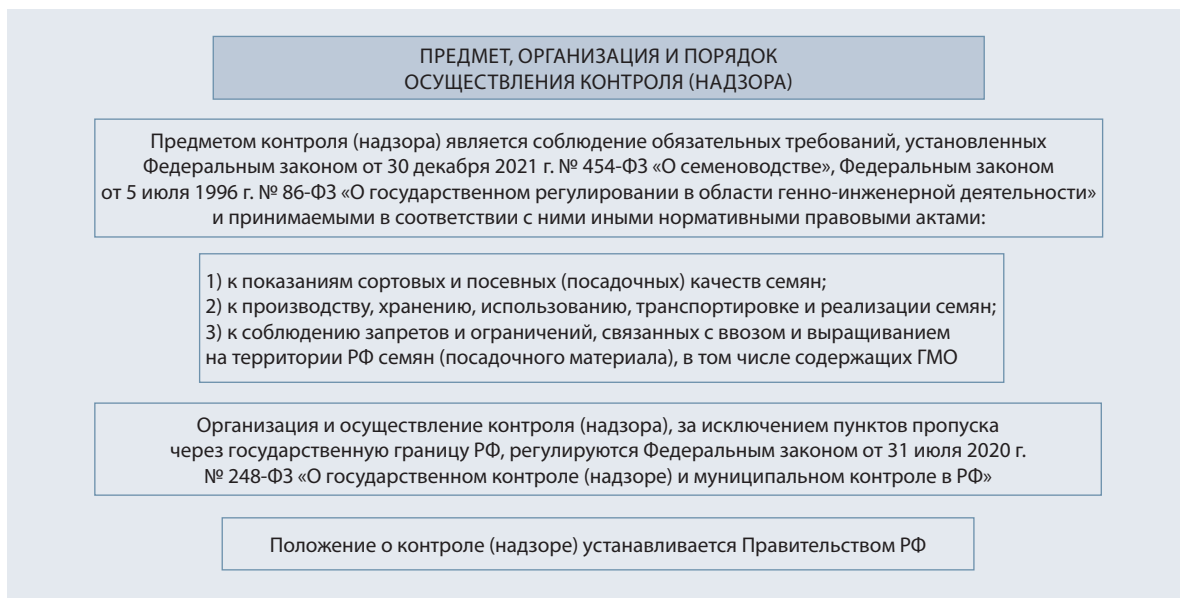 ПРЕДМЕТ, ОРГАНИЗАЦИЯ И ПОРЯДОК
ОСУЩЕСТВЛЕНИЯ КОНТРОЛЯ (НАДЗОРА)
Предметом контроля (надзора) является соблюдение обязательных требований, установленных
Федеральным законом от 30 декабря 2021 г. № 454-ФЗ «О семеноводстве», Федеральным законом
от 5 июля 1996 г. № 86-ФЗ «О государственном регулировании в области генно-инженерной деятельности»
и принимаемыми в соответствии с ними иными нормативными правовыми актами:
1) к показаниям сортовых и посевных (посадочных) качеств семян;
2) к производству, хранению, использованию, транспортировке и реализации семян;
3) к соблюдению запретов и ограничений, связанных с ввозом и выращиванием
на территории РФ семян (посадочного материала), в том числе содержащих ГМО
Организация и осуществление контроля (надзора), за исключением пунктов пропуска
через государственную границу РФ, регулируются Федеральным законом от 31 июля 2020 г.
№ 248-ФЗ «О государственном контроле (надзоре) и муниципальном контроле в РФ»
Положение о контроле (надзоре) устанавливается Правительством РФ